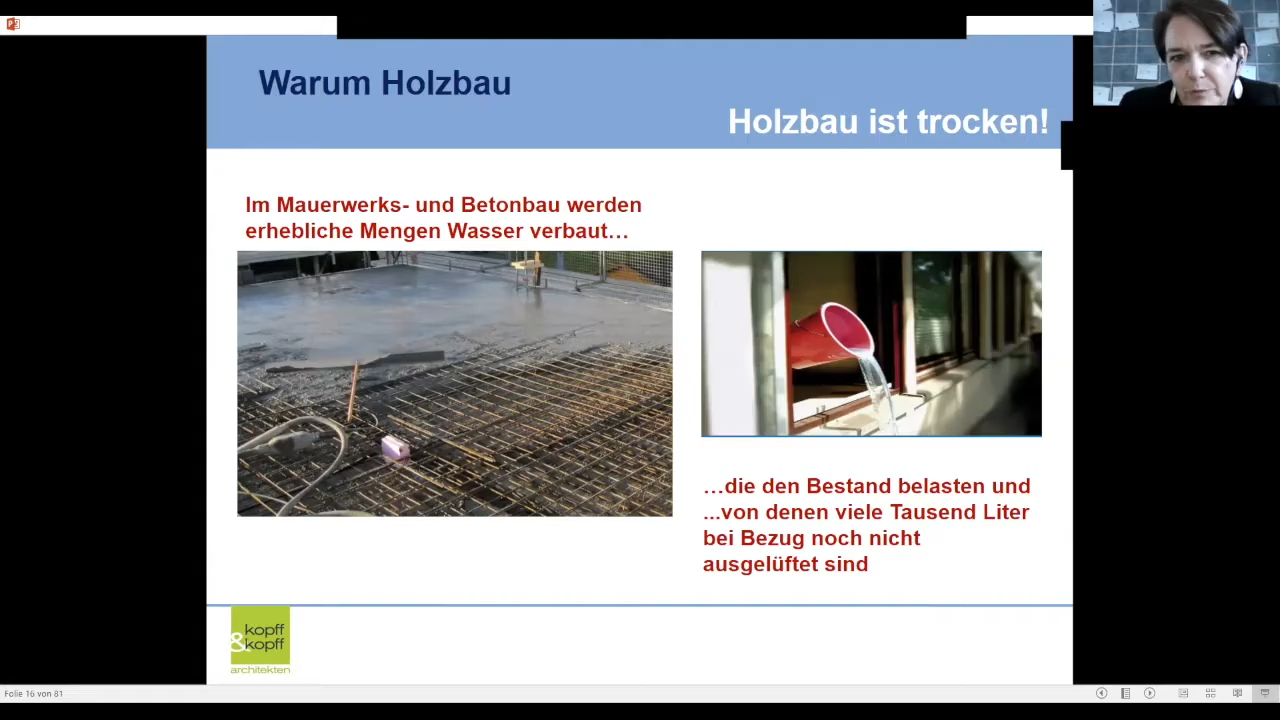 Warum Holzbau
Holzbau ist trocken!
Im Mauerwerks- und Betonbau werden
erhebliche Mengen Wasser verbaut…
…die den Bestand belasten und
...von denen viele Tausend Liter
bei Bezug noch nicht
ausgelüftet sind
kopff
&kopff
architekten
Folie 16 von 81